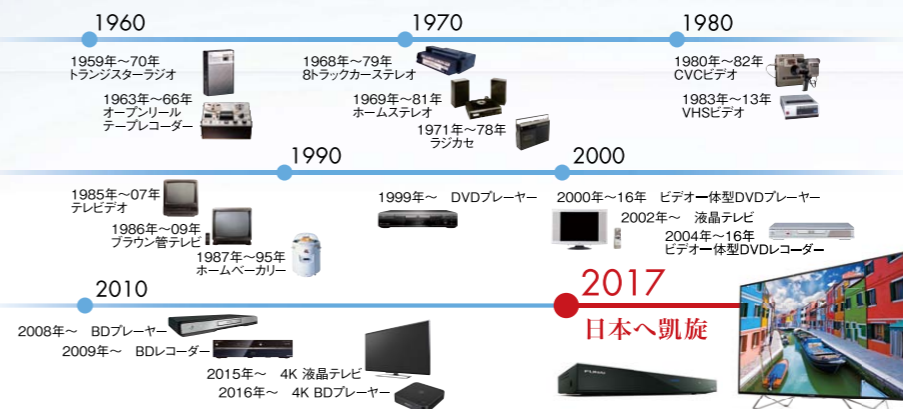 1960
1970
1980
1959年〜70年
トランジスターラジオ
1963年〜66年
オープンリール
テープレコーダー
1968年〜79年
8トラックカーステレオ
1969年〜81年
ホームステレオ
1971年〜78年
ラジカセ
1980年〜82年
CVCビデオ
1983年〜13年
VHSビデオ
1990
2000
1985年〜07年
テレビデオ
1986年〜09年
ブラウン管テレビ
1987年〜95年
ホームベーカリー
1999年〜 DVDプレーヤー
2000年〜16年 ビデオ一体型DVDプレーヤー
2002年〜 液晶テレビ
2004年〜16年
ビデオ一体型DVDレコーダー
2010
2017
日本へ凱旋
2008年〜 BDプレーヤー
2009年〜 BDレコーダー
2015年〜 4K 液晶テレビ
2016年〜 4K BDプレーヤー
FUNAI